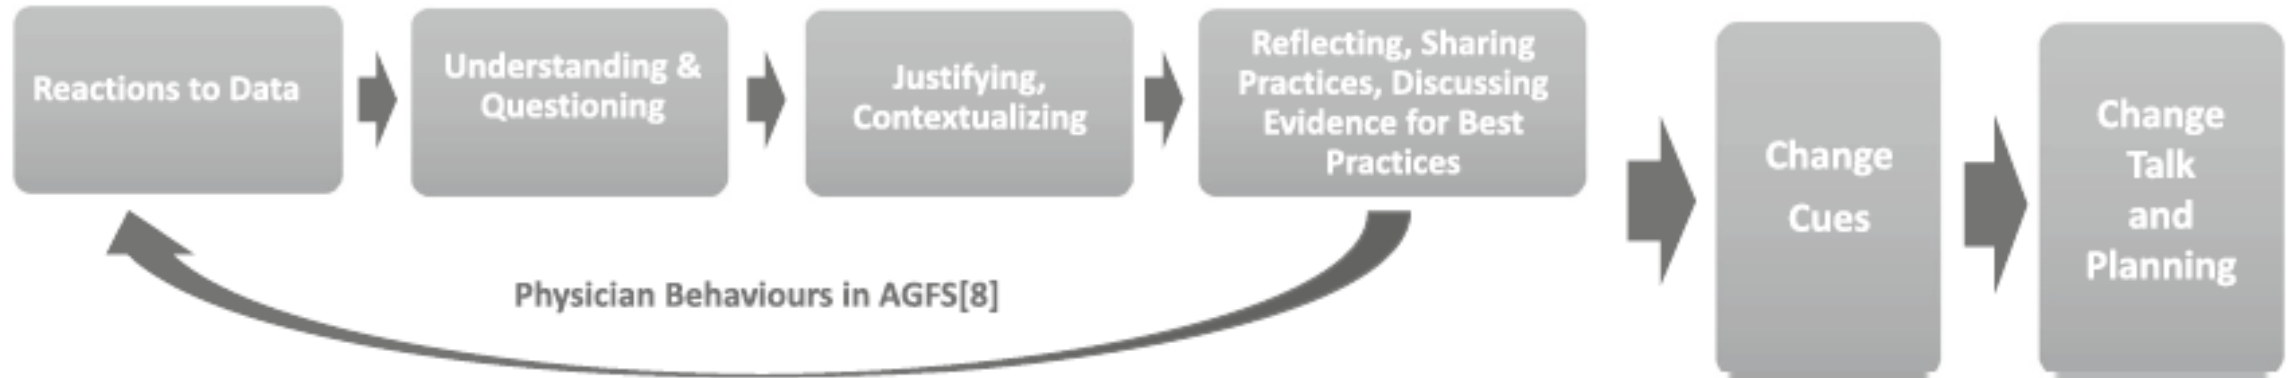 Reactions to Data
Understanding &
Questioning
Justifying,
Contextualizing
Reflecting, Sharing
Practices, Discussing
Evidence for Best
Practices
Change
Cues
Change
Talk
and
Planning
Physician Behaviours in AGFS[8]